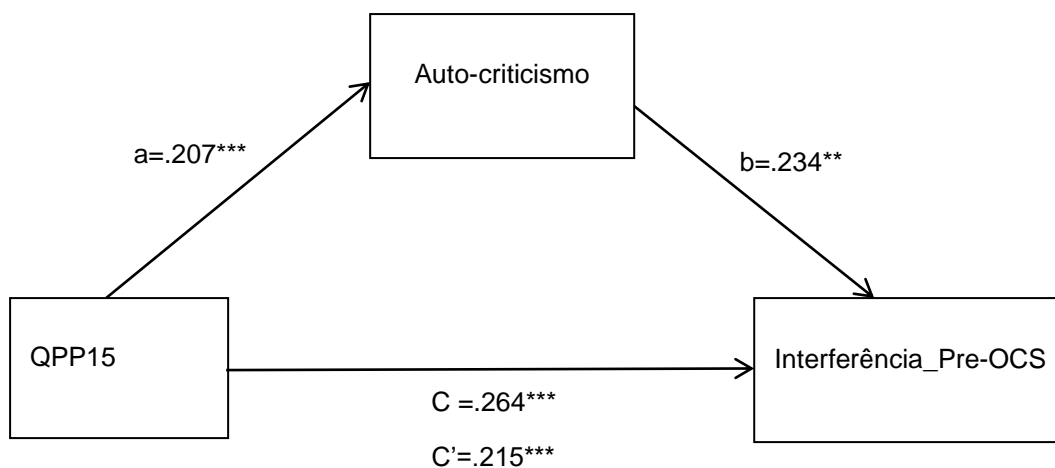 Auto-criticismo
a=.207***
b=.234**
QPP15
Interferência_Pre-OCS
C =.264***
C’=.215***